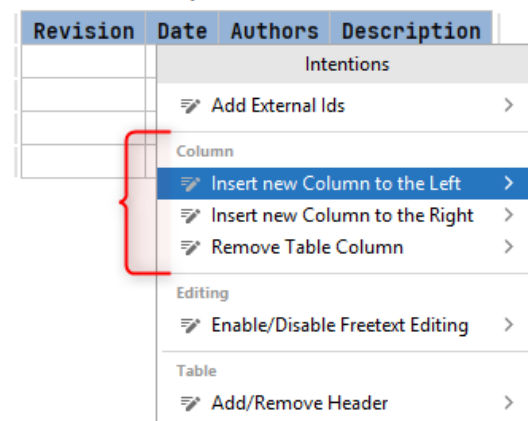 Revision Date Authors Description
Intentions
Add External Ids
Column
Insert new Column to the Left
Insert new Column to the Right
Remove Table Column
Editing
Enable/Disable Freetext Editing
Table
Add/Remove Header